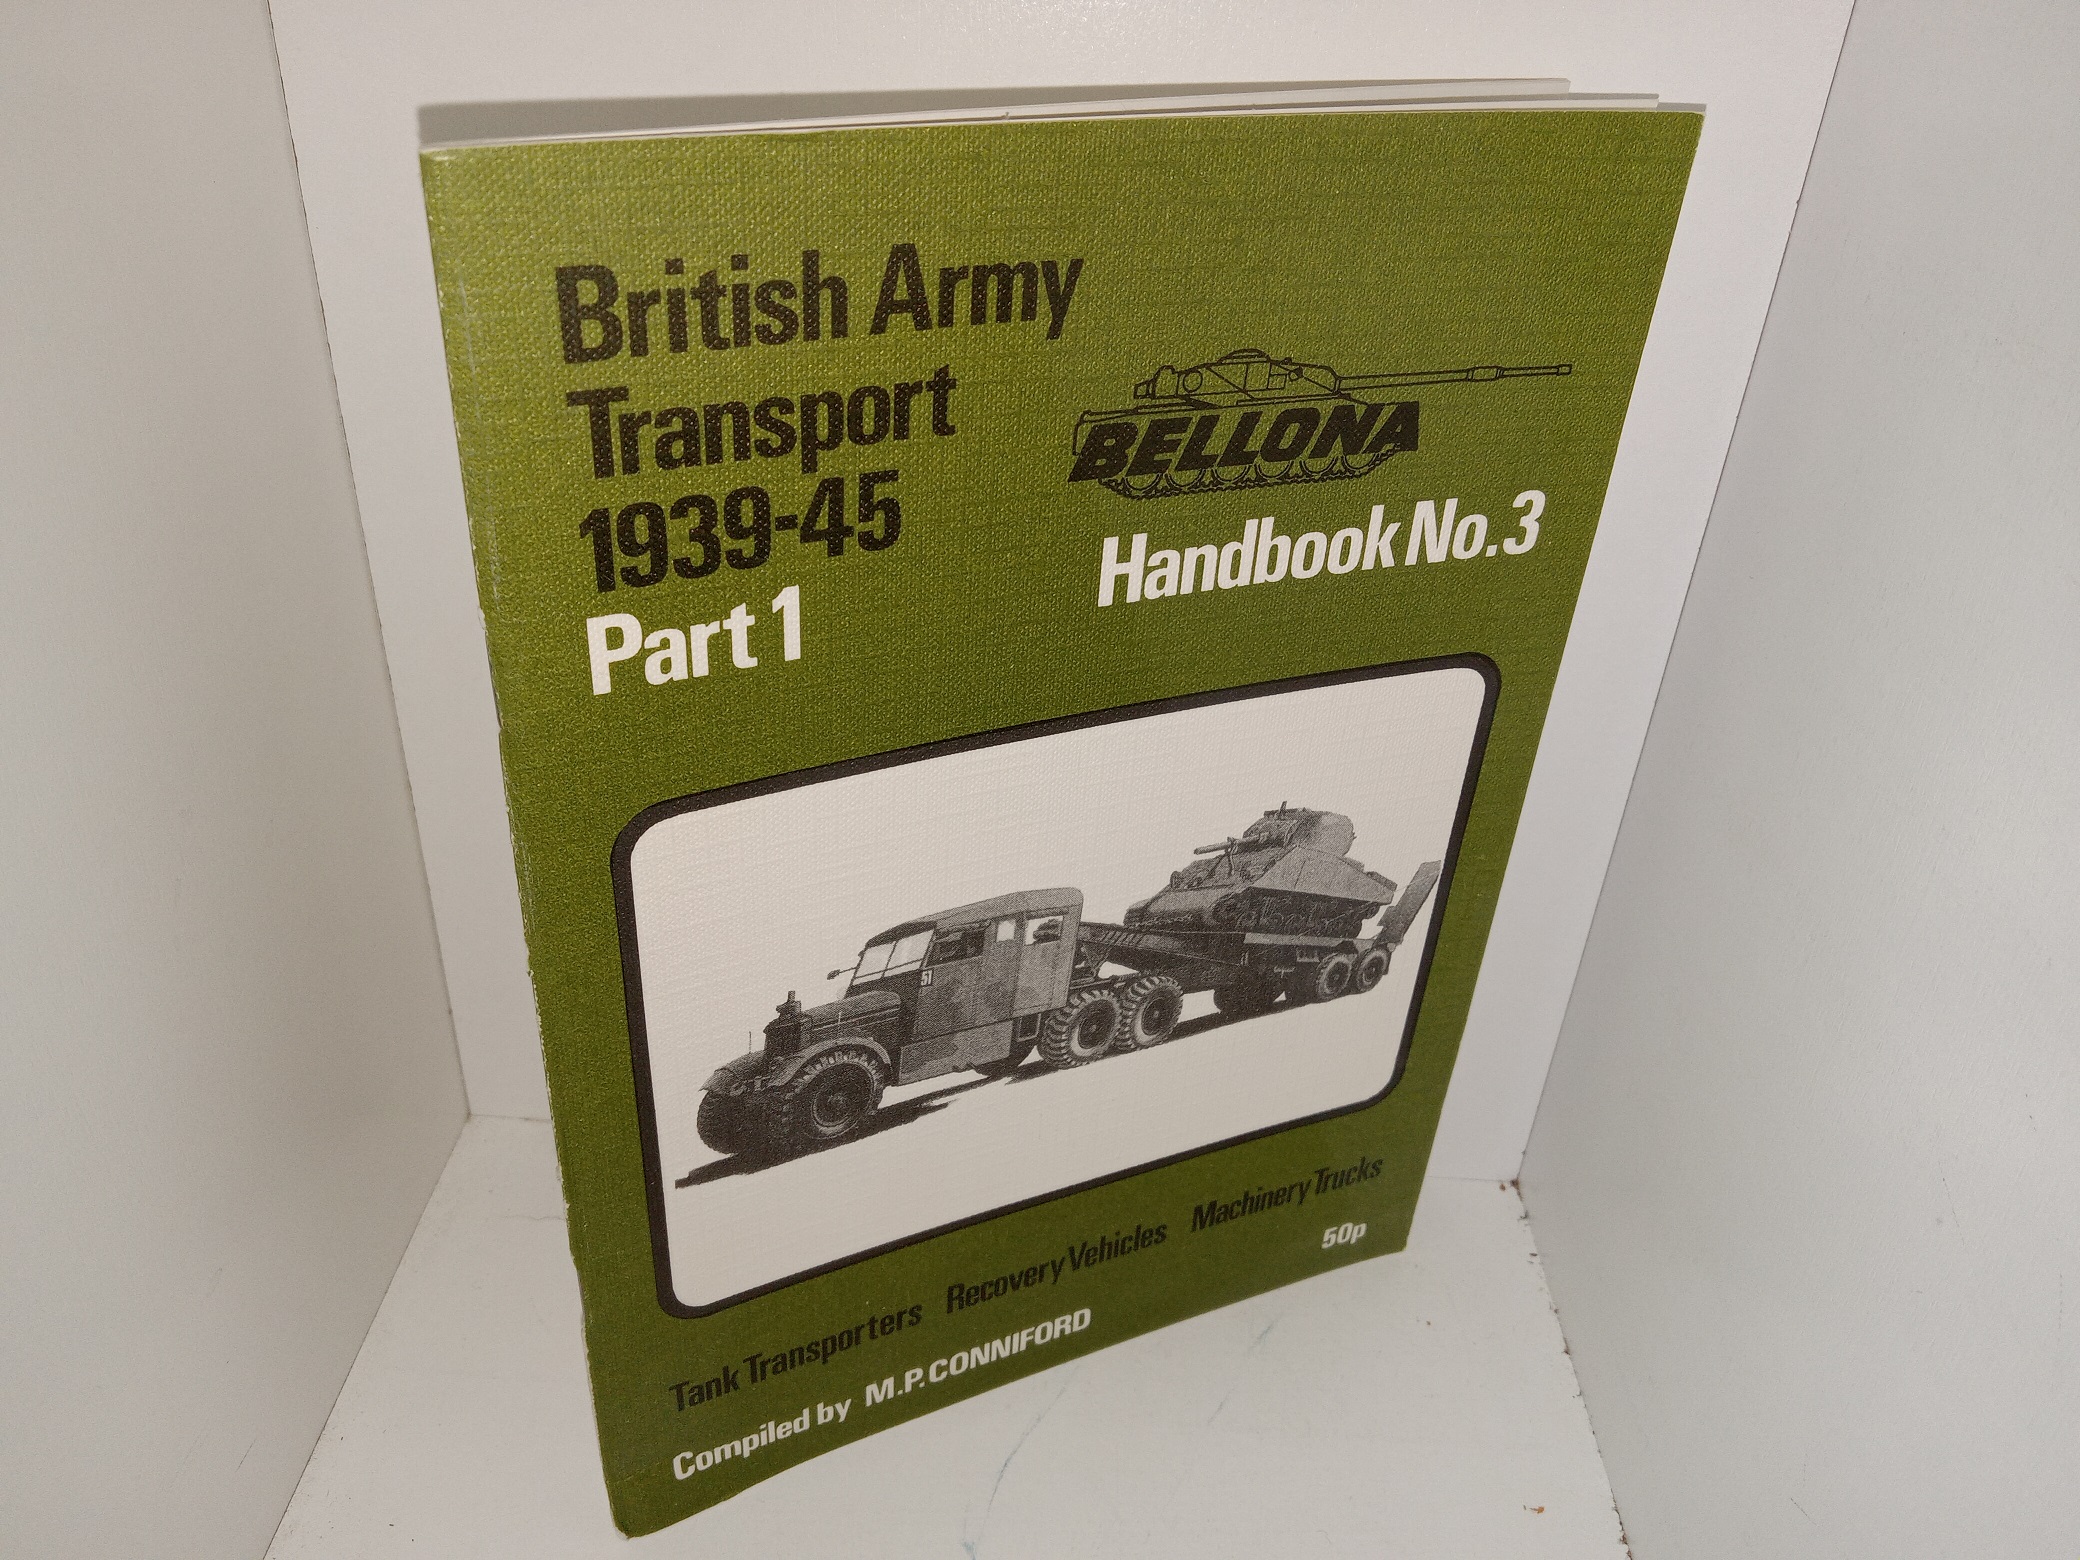 British Army
Transport
1939-45
Part 1
BELLONA
Handbook No.3
51
Tank Transporters Recovery Vehicles Machinery Trucks
50p
Compiled by M.P. CONNIFORD